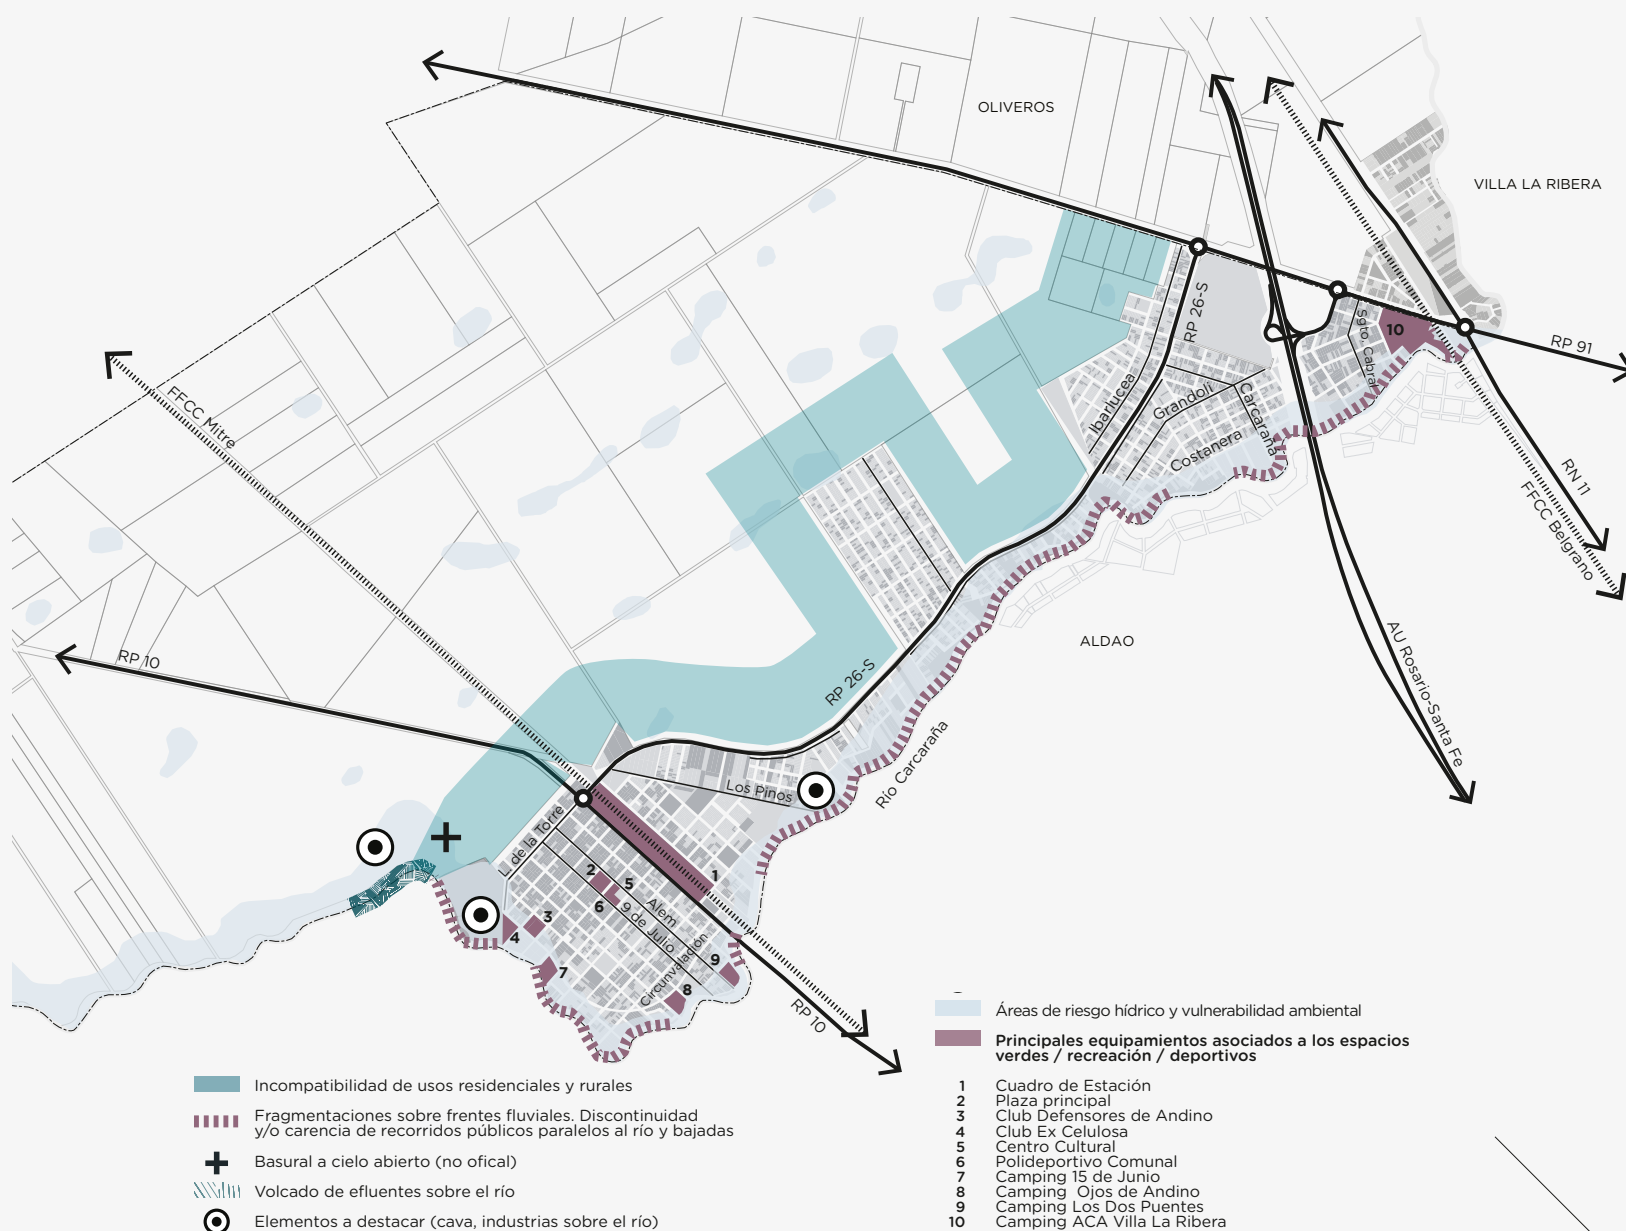 OLIVEROS
VILLA LA RIBERA
RP 26-S
Sgto. Cabral
10
RP 91
FFCC Mitre
Ibarlucea
Grandoli
Carcaraña
Costanera
RN 11
FFCC Belgrano
ALDAO
RP 10
RP 26-S
AU Rosario-Santa Fe
Río Carcaraña
Los Pinos
L. de la Torre
2
5
1
6
Alem
9 de Julio
3
4
Circunvalación
7
9
8
RP 10
Áreas de riesgo hídrico y vulnerabilidad ambiental
Principales equipamientos asociados a los espacios
verdes / recreación / deportivos
Incompatibilidad de usos residenciales y rurales
Fragmentaciones sobre frentes fluviales. Discontinuidad
y/o carencia de recorridos públicos paralelos al río y bajadas
Basural a cielo abierto (no ofical)
Volcado de efluentes sobre el río
Elementos a destacar (cava, industrias sobre el río)
1 Cuadro de Estación
2 Plaza principal
3 Club Defensores de Andino
4 Club Ex Celulosa
5 Centro Cultural
6 Polideportivo Comunal
7 Camping 15 de Junio
8 Camping Ojos de Andino
9 Camping Los Dos Puentes
10 Camping ACA Villa La Ribera